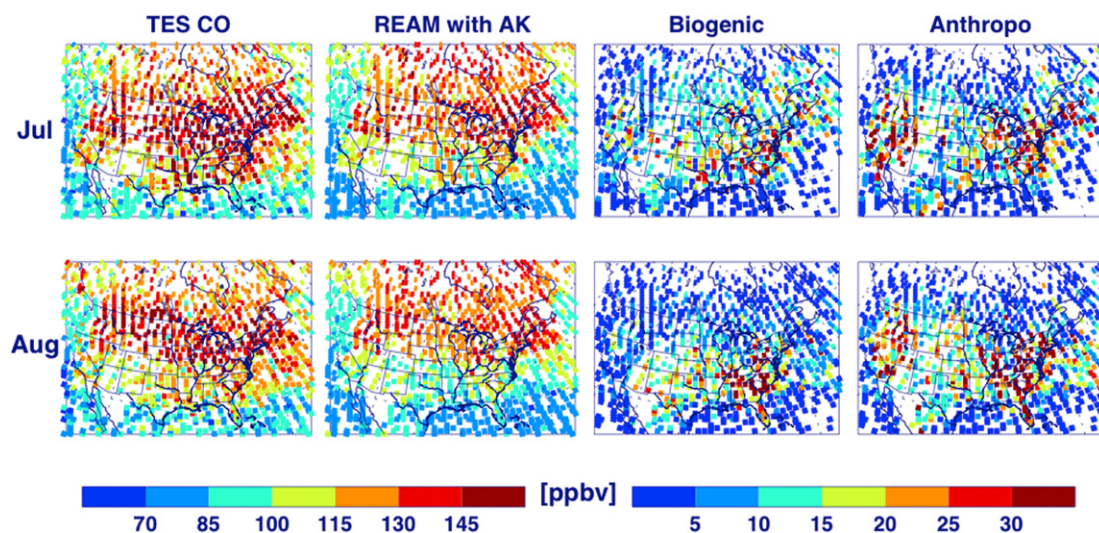 TES CO REAM with AK Biogenic Anthropo
Jul
Aug
[ppbv]
70 85 100 115 130 145 5 10 15 20 25 30